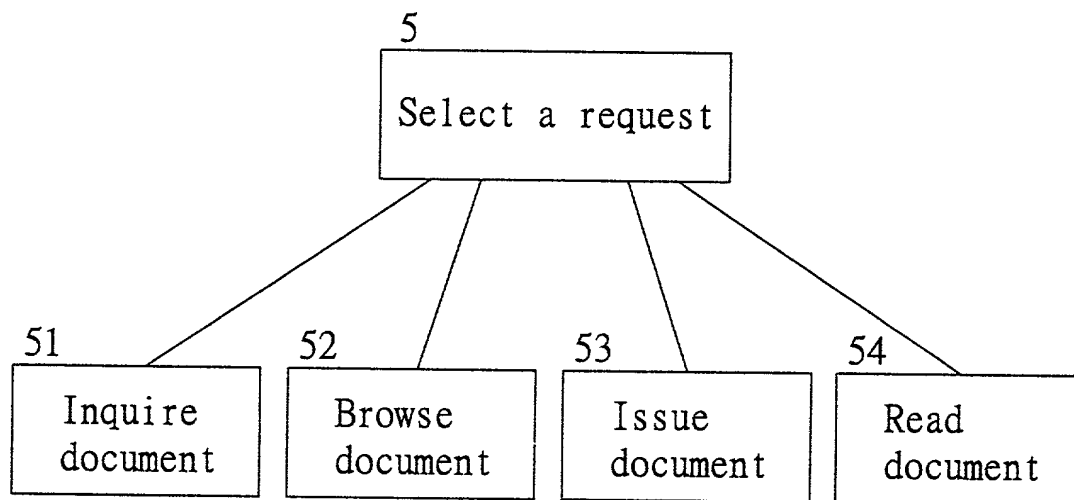 5
Select a request
51
52
53
54
Inquire
document
Browse
document
Issue
document
Read
document